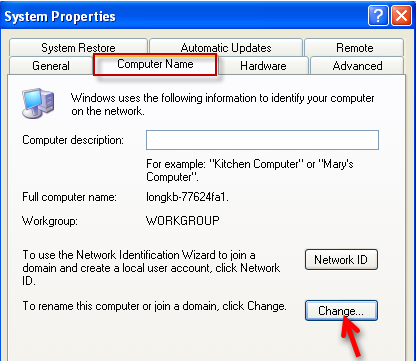 System Properties
System Restore Automatic Updates Remote
General Computer Name Hardware Advanced
Windows uses the following information to identify your computer
on the network.
Computer description:
For example: "Kitchen Computer" or "Mary's
Computer".
Full computer name: longkb-77624fa1.
Workgroup: WORKGROUP
To use the Network Identification Wizard to join a
domain and create a local user account, click Network
ID.
Network ID
To rename this computer or join a domain, click Change.
Change...